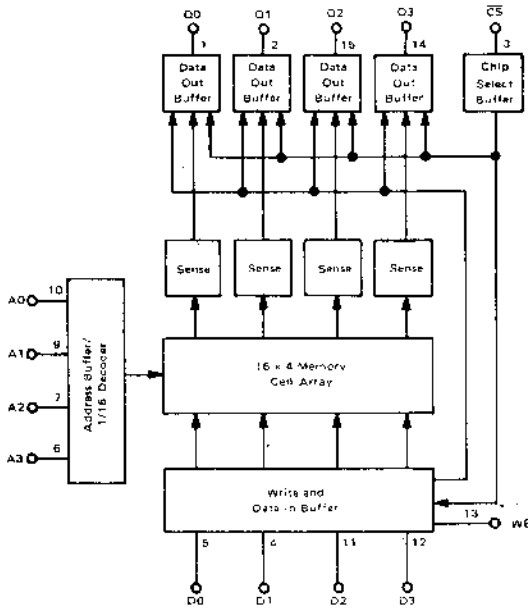 Q0 Q1 Q2 Q3 CS
1 2 15 14 3
Data Out Buffer
Data Out Buffer
Data Out Buffer
Data Out Buffer
Chip Select Buffer
Sense Sense Sense Sense
A0 10
A1 9
A2 7
A3 6
Address Buffer/
1/16 Decoder
16 x 4 Memory
Cell Array
Write and
Data-in Buffer
13 WE
5 4 11 12
D0 D1 D2 D3